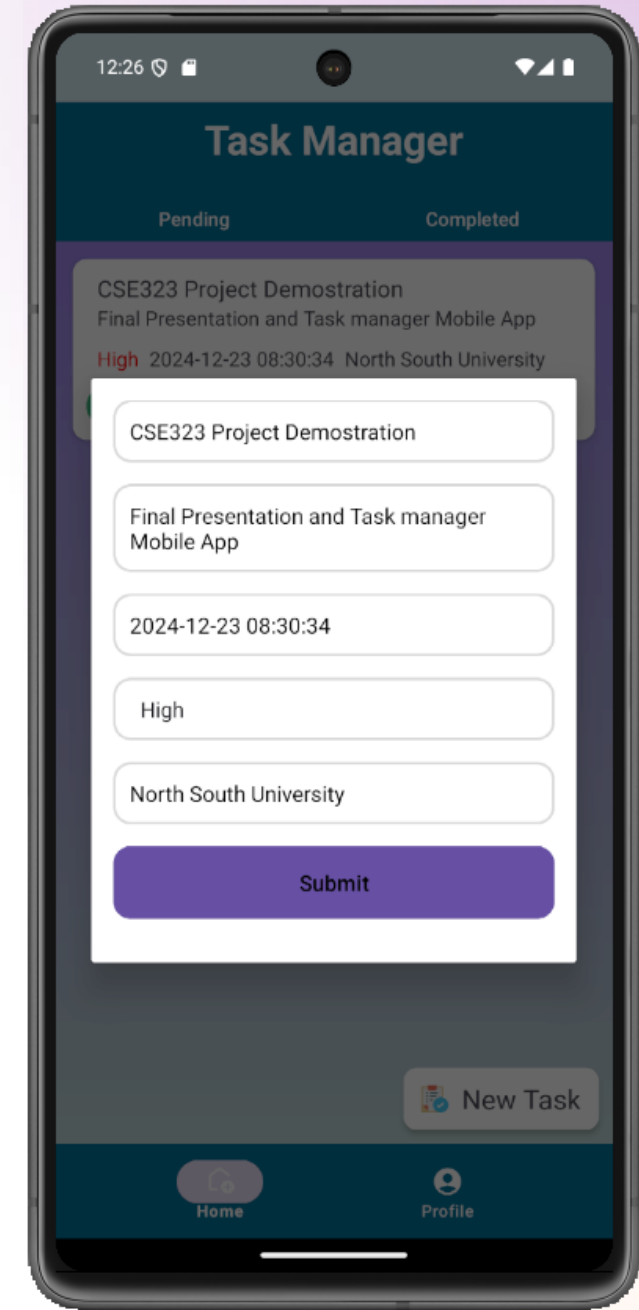 12:26
Task Manager
Pending Completed
CSE323 Project Demostration
Final Presentation and Task manager Mobile App
High 2024-12-23 08:30:34 North South University
CSE323 Project Demostration
Final Presentation and Task manager
Mobile App
2024-12-23 08:30:34
High
North South University
Submit
New Task
Home Profile